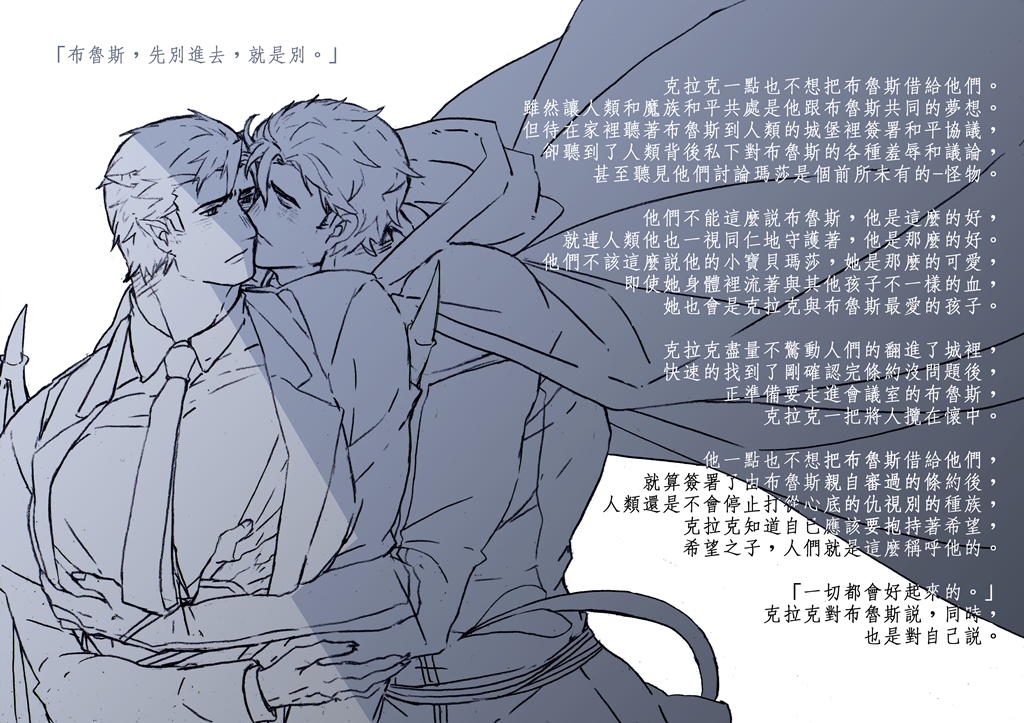 「布魯斯，先別進去，就是別。」
克拉克一點也不想把布魯斯借給他們。
雖然讓人類和魔族和平共處是他跟布魯斯共同的夢想。
但待在家裡聽著布魯斯到人類的城堡裡簽署和平協議，
卻聽到了人類背後私下對布魯斯的各種羞辱和議論，
甚至聽見他們討論瑪莎是個前所未有的-怪物。
他們不能這麼說布魯斯，他是這麼的好，
就連人類他也一視同仁地守護著，他是那麼的好。
他們不該這麼說他的小寶貝瑪莎，她是那麼的可愛，
即使她身體裡流著與其他孩子不一樣的血，
她也會是克拉克與布魯斯最愛的孩子。
克拉克盡量不驚動人們的翻進了城裡，
快速的找到了剛確認完條約沒問題後，
正準備要走進會議室的布魯斯，
克拉克一把將人攬在懷中。
他一點也不想把布魯斯借給他們，
就算簽署了由布魯斯親自審過的條約後，
人類還是不會停止打從心底的仇視別的種族，
克拉克知道自己應該要抱持著希望，
希望之子，人們就是這麼稱呼他的。
「一切都會好起來的。」
克拉克對布魯斯說，同時，
也是對自己說。